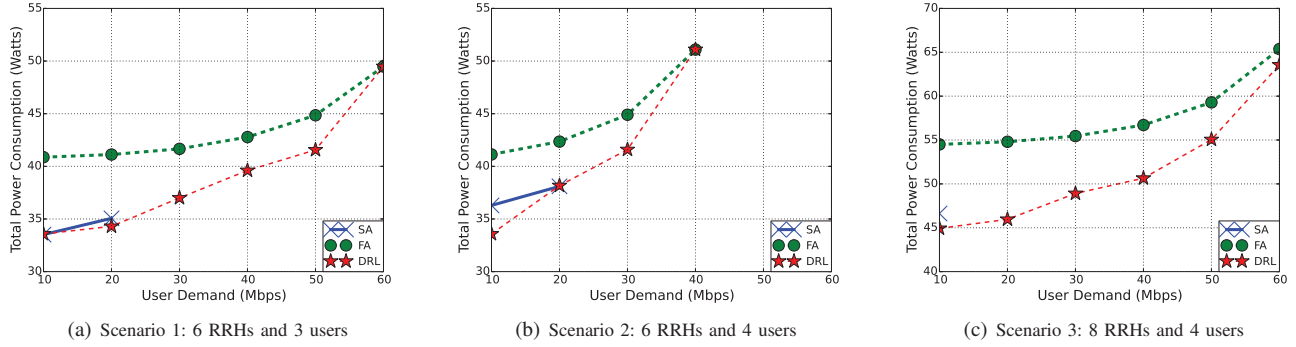 55
50
45
40
35
30
10
20
30
40
50
60
Total Power Consumption (Watts)
User Demand (Mbps)
SA
FA
DRL
(a) Scenario 1: 6 RRHs and 3 users
55
50
45
40
35
30
10
20
30
40
50
60
Total Power Consumption (Watts)
User Demand (Mbps)
SA
FA
DRL
(b) Scenario 2: 6 RRHs and 4 users
70
65
60
55
50
45
40
10
20
30
40
50
60
Total Power Consumption (Watts)
User Demand (Mbps)
SA
FA
DRL
(c) Scenario 3: 8 RRHs and 4 users